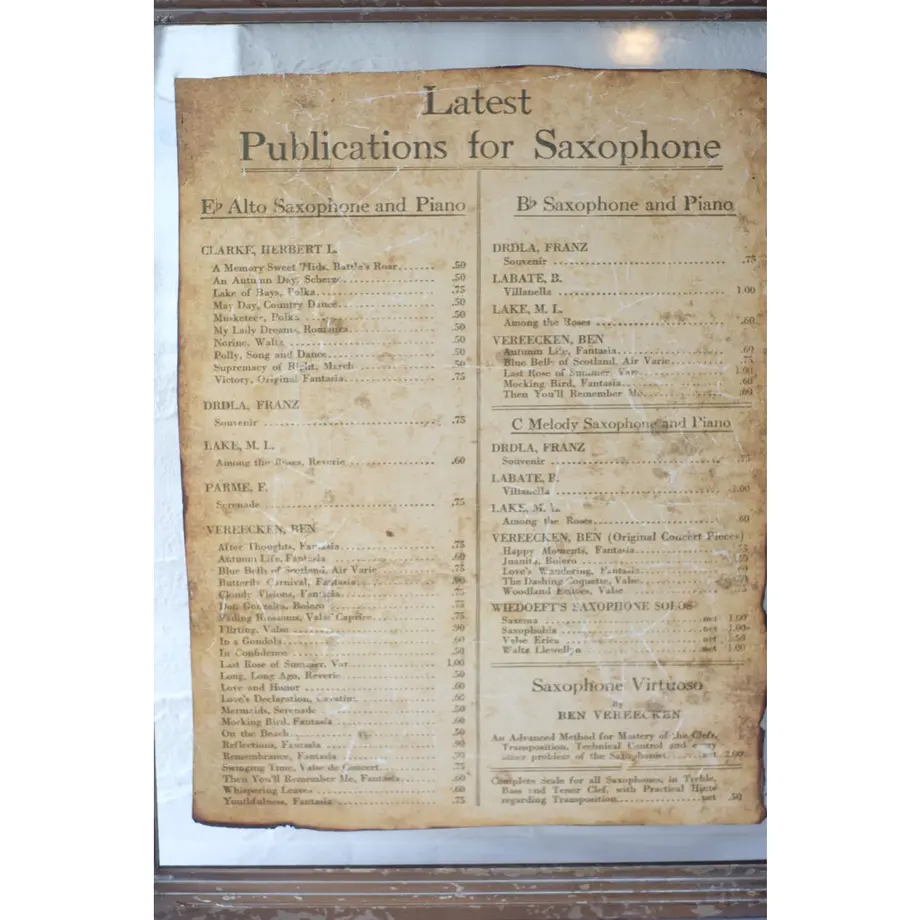 Latest
Publications for Saxophone
E♭ Alto Saxophone and Piano
CLARKE, HERBERT L.
A Memory Sweet 'Mids. Battle's Roar....... .50
An Autumn Day, Scherzo................ .50
Lake of Bays, Polka.................... .75
May Day, Country Dance................ .50
Musketeer, Polka ...................... .50
My Lady Dreams, Romanza............... .50
Norine, Waltz ......................... .50
Polly, Song and Dance.................. .50
Supremacy of Right, March ............. .50
Victory, Original Fantasia.............. .75
DRDLA, FRANZ
Souvenir ............................. .75
LAKE, M. L.
Among the Roses, Reverie .............. .60
PARME, F.
Serenade ............................. .75
VEREECKEN, BEN
After Thoughts, Fantasia................ .75
Autumn Life, Fantasia .................. .60
Blue Bells of Scotland, Air Varie......... .75
Butterfly Carnival, Fantasia............. .90
Cloudy Visions, Fantasia................ .75
Don Gonzales, Bolero .................. .75
Fading Blossoms, Valse Caprice.......... .75
Flirting, Valse ......................... .90
In a Gondola.......................... .60
In Confidence ......................... .50
Last Rose of Summer, Var............... 1.00
Long, Long Ago, Reverie................ .50
Love and Honor ....................... .60
Love's Declaration, Cavatina............. .60
Mermaids, Serenade .................... .50
Mocking Bird, Fantasia ................. .60
On the Beach.......................... .50
Reflections, Fantasia ................... .90
Remembrance, Fantasia ................. .90
Swinging Time, Valse de Concert......... .75
Then You'll Remember Me, Fantasia...... .60
Whispering Leaves ..................... .60
Youthfulness, Fantasia .................. .75
B♭ Saxophone and Piano
DRDLA, FRANZ
Souvenir ............................. .75
LABATE, B.
Villanella ............................ 1.00
LAKE, M. L.
Among the Roses ...................... .60
VEREECKEN, BEN
Autumn Life, Fantasia.................. .60
Blue Bells of Scotland, Air Varie......... .75
Last Rose of Summer, Var............... 1.00
Mocking Bird, Fantasia................. .60
Then You'll Remember Me.............. .60
C Melody Saxophone and Piano
DRDLA, FRANZ
Souvenir ............................. .75
LABATE, B.
Villanella ............................ 1.00
LAKE, M. L.
Among the Roses....................... .60
VEREECKEN, BEN (Original Concert Pieces)
Happy Moments, Fantasia............... .75
Juanita, Bolero ........................
Love's Wandering, Fantasia.............
The Dashing Coquette, Valse............
Woodland Echoes, Valse ................ .75
WIEDOEFT'S SAXOPHONE SOLOS
Saxema ......................... net 1.00
Saxophobia ..................... net 1.00
Valse Erica ..................... net .50
Waltz Llewellyn ................. net 1.00
Saxophone Virtuoso
By
BEN VEREECKEN
An Advanced Method for Mastery of the Clefs,
Transposition, Technical Control and every
other problem of the Saxophonist......net 2.00
Complete Scale for all Saxophones, in Treble,
Bass and Tenor Clef, with Practical Hints
regarding Transposition..............net .50